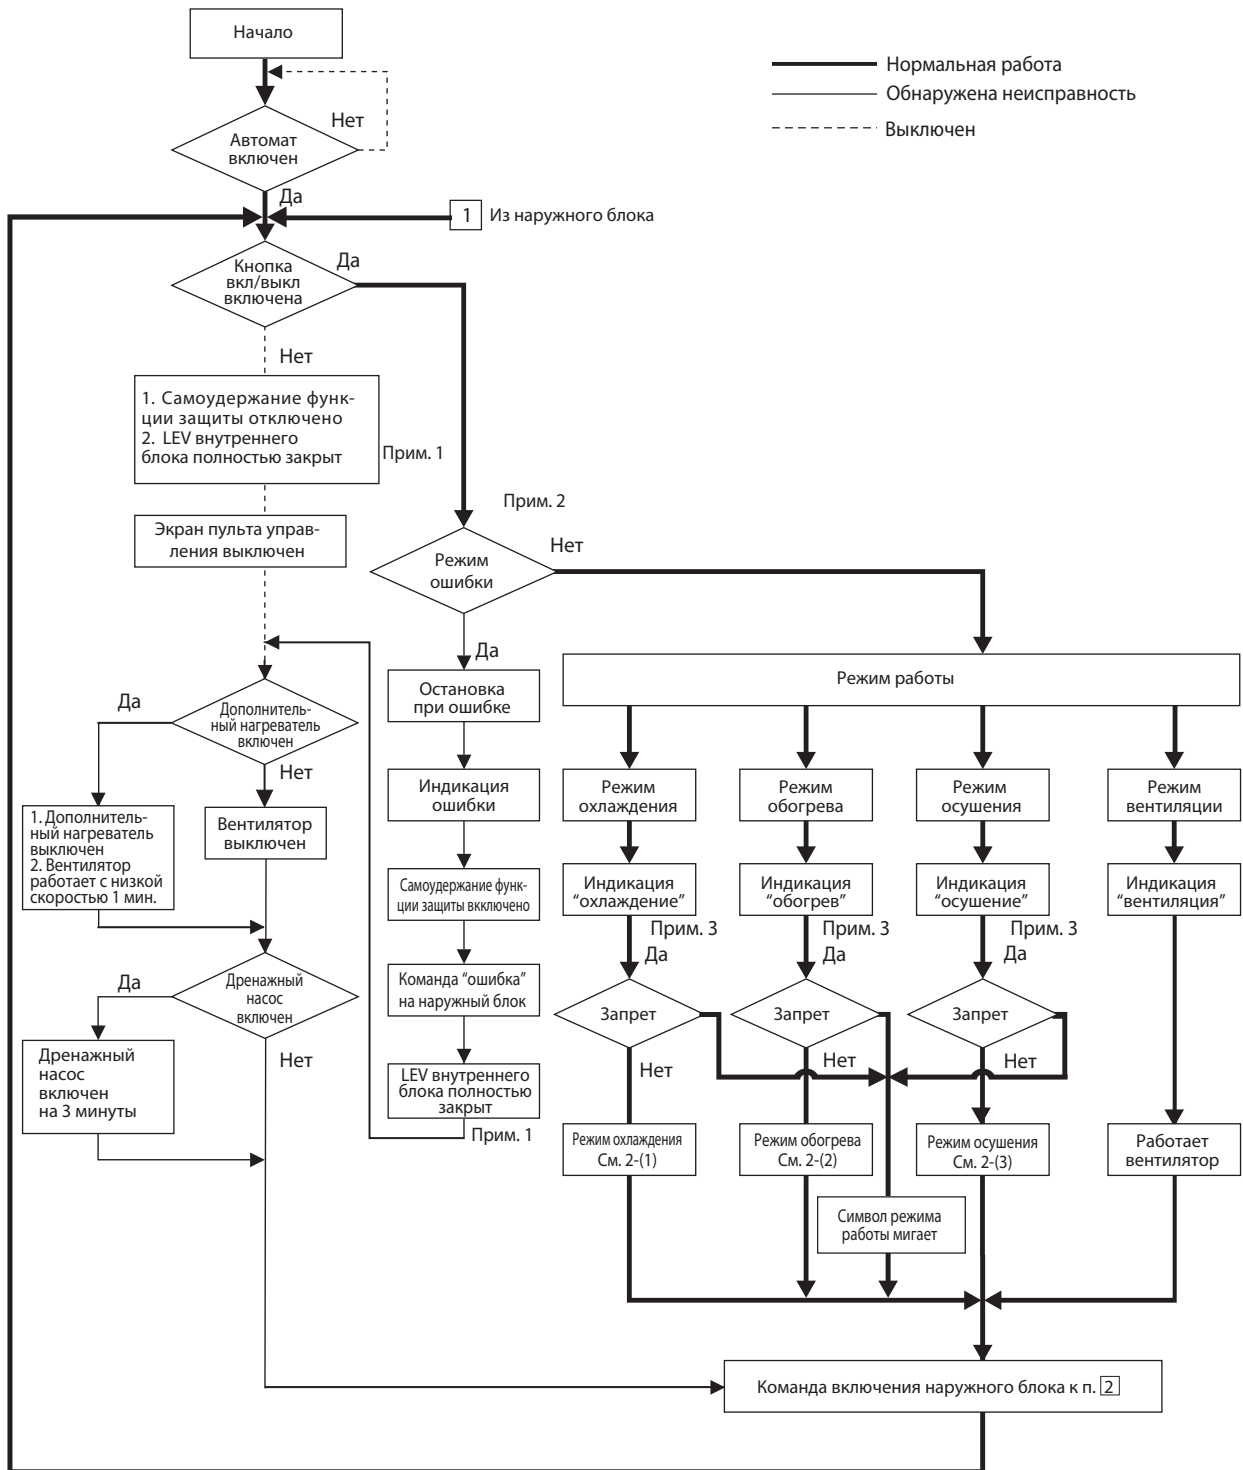 Начало
Нормальная работа
Обнаружена неисправность
Выключен
Нет
Автомат
включен
Да
1 Из наружного блока
Кнопка
вкл/выкл
включена
Да
Нет
1. Самоудержание функ-
ции защиты отключено
2. LEV внутреннего
блока полностью закрыт
Прим. 1
Экран пульта управ-
ления выключен
Прим. 2
Режим
ошибки
Нет
Да
Дополнитель-
ный нагреватель
включен
Да
Нет
1. Дополнитель-
ный нагреватель
выключен
2. Вентилятор
работает с низкой
скоростью 1 мин.
Вентилятор
выключен
Дренажный
насос
включен
Да
Нет
Дренажный
насос
включен
на 3 минуты
Остановка
при ошибке
Индикация
ошибки
Самоудержание функ-
ции защиты вкключено
Команда “ошибка”
на наружный блок
LEV внутреннего
блока полностью
закрыт
Прим. 1
Режим работы
Режим
охлаждения
Режим
обогрева
Режим
осушения
Режим
вентиляции
Индикация
“охлаждение”
Индикация
“обогрев”
Индикация
“осушение”
Индикация
“вентиляция”
Прим. 3
Прим. 3
Прим. 3
Да
Да
Да
Запрет
Запрет
Запрет
Нет
Нет
Нет
Режим охлаждения
См. 2-(1)
Режим обогрева
См. 2-(2)
Режим осушения
См. 2-(3)
Работает
вентилятор
Символ режима
работы мигает
Команда включения наружного блока к п. 2